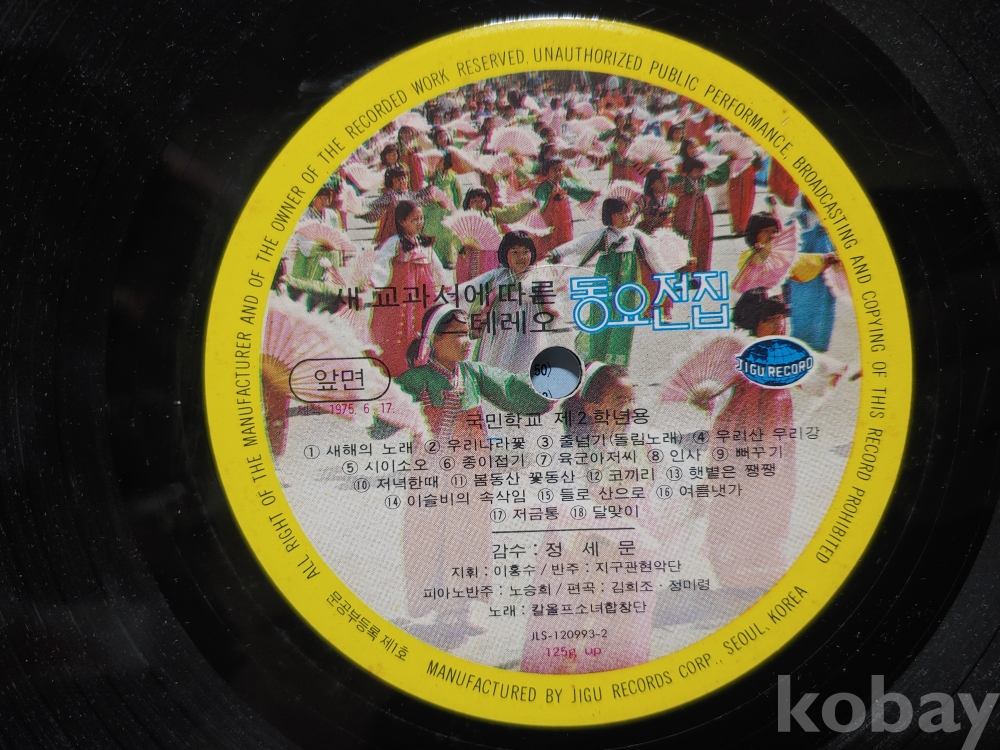 ALL RIGHT OF THE MANUFACTURER AND OF THE OWNER OF THE RECORDED WORK RESERVED. UNAUTHORIZED PUBLIC PERFORMANCE, BROADCASTING AND COPYING OF THIS RECORD PROHIBITED
새 교과서에 따른 동요전집
스테레오
JIGU RECORD
앞면
제작 1975. 6. 17.
국민학교 제2학년용
① 새해의 노래 ② 우리나라꽃 ③ 줄넘기(돌림노래) ④ 우리산 우리강
⑤ 시이소오 ⑥ 종이접기 ⑦ 육군아저씨 ⑧ 인사 ⑨ 뻐꾸기
⑩ 저녁한때 ⑪ 봄동산 꽃동산 ⑫ 코끼리 ⑬ 햇볕은 쨍쨍
⑭ 이슬비의 속삭임 ⑮ 들로 산으로 ⑯ 여름냇가
⑰ 저금통 ⑱ 달맞이
감수 : 정 세 문
지휘 : 이홍수 / 반주 : 지구관현악단
피아노반주 : 노승희 / 편곡 : 김희조 · 정미령
노래 : 칼올프소녀합창단
JLS-120993-2
125g up
문공부등록 제1호
MANUFACTURED BY JIGU RECORDS CORP., SEOUL, KOREA
kobay